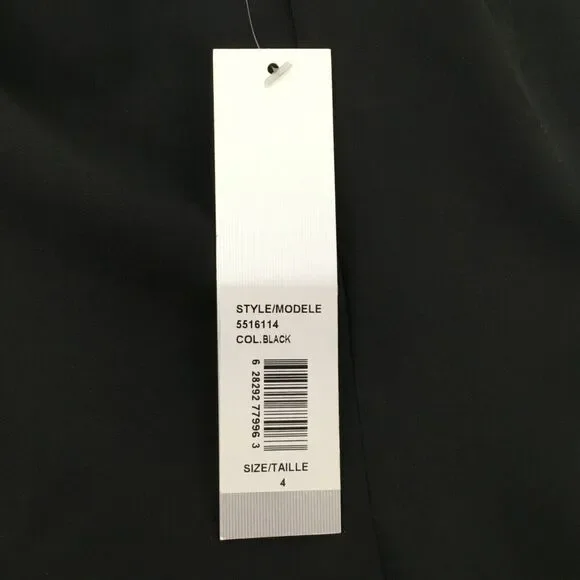 STYLE/MODELE
5516114
COL.BLACK
6 28292 77996 3
SIZE/TAILLE
4